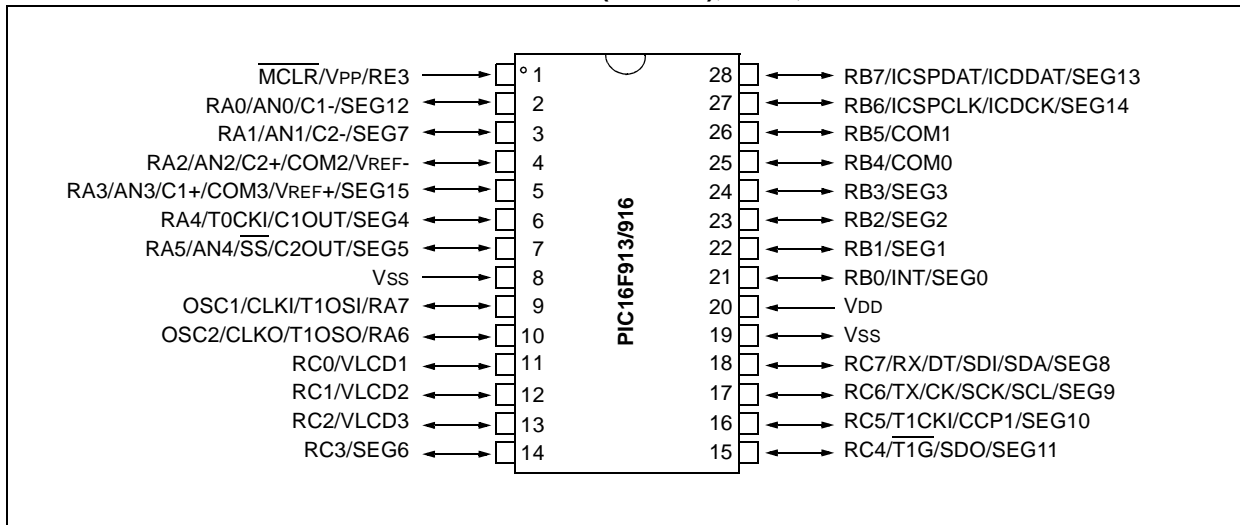 MCLR/VPP/RE3
RA0/AN0/C1-/SEG12
RA1/AN1/C2-/SEG7
RA2/AN2/C2+/COM2/VREF-
RA3/AN3/C1+/COM3/VREF+/SEG15
RA4/T0CKI/C1OUT/SEG4
RA5/AN4/SS/C2OUT/SEG5
VSS
OSC1/CLKI/T1OSI/RA7
OSC2/CLKO/T1OSO/RA6
RC0/VLCD1
RC1/VLCD2
RC2/VLCD3
RC3/SEG6
1
2
3
4
5
6
7
8
9
10
11
12
13
14
PIC16F913/916
28
27
26
25
24
23
22
21
20
19
18
17
16
15
RB7/ICSPDAT/ICDDAT/SEG13
RB6/ICSPCLK/ICDCK/SEG14
RB5/COM1
RB4/COM0
RB3/SEG3
RB2/SEG2
RB1/SEG1
RB0/INT/SEG0
VDD
VSS
RC7/RX/DT/SDI/SDA/SEG8
RC6/TX/CK/SCK/SCL/SEG9
RC5/T1CKI/CCP1/SEG10
RC4/T1G/SDO/SEG11